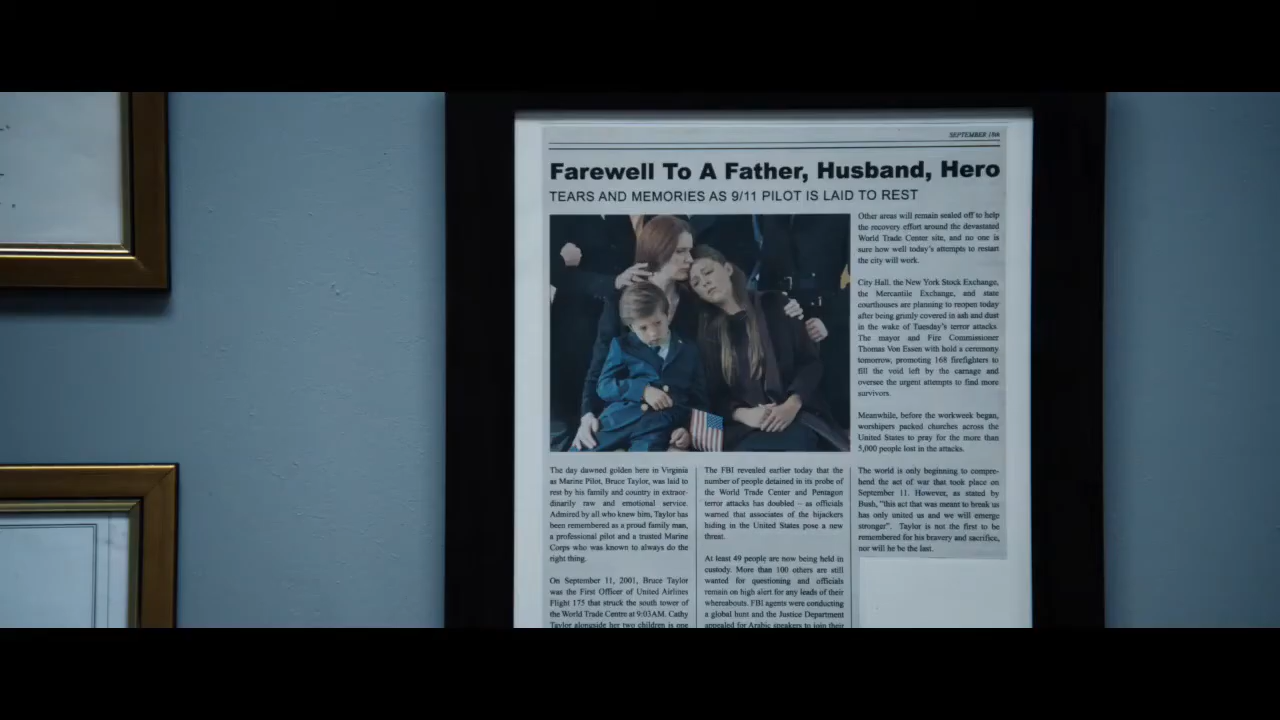 SEPTEMBER 18th
Farewell To A Father, Husband, Hero
TEARS AND MEMORIES AS 9/11 PILOT IS LAID TO REST
The day dawned golden here in Virginia
as Marine Pilot, Bruce Taylor, was laid to
rest by his family and country in extraor-
dinarily raw and emotional service.
Admired by all who knew him, Taylor has
been remembered as a proud family man,
a professional pilot and a trusted Marine
Corps who was known to always do the
right thing.
On September 11, 2001, Bruce Taylor
was the First Officer of United Airlines
Flight 175 that struck the south tower of
the World Trade Centre at 9:03AM. Cathy
Taylor alongside her two children is one
The FBI revealed earlier today that the
number of people detained in its probe of
the World Trade Center and Pentagon
terror attacks has doubled – as officials
warned that associates of the hijackers
hiding in the United States pose a new
threat.
At least 49 people are now being held in
custody. More than 100 others are still
wanted for questioning and officials
remain on high alert for any leads of their
whereabouts. FBI agents were conducting
a global hunt and the Justice Department
appealed for Arabic speakers to join their
Other areas will remain sealed off to help
the recovery effort around the devastated
World Trade Center site, and no one is
sure how well today's attempts to restart
the city will work.
City Hall, the New York Stock Exchange,
the Mercantile Exchange, and state
courthouses are planning to reopen today
after being grimly covered in ash and dust
in the wake of Tuesday's terror attacks.
The mayor and Fire Commissioner
Thomas Von Essen with hold a ceremony
tomorrow, promoting 168 firefighters to
fill the void left by the carnage and
oversee the urgent attempts to find more
survivors.
Meanwhile, before the workweek began,
worshipers packed churches across the
United States to pray for the more than
5,000 people lost in the attacks.
The world is only beginning to compre-
hend the act of war that took place on
September 11. However, as stated by
Bush, "this act that was meant to break us
has only united us and we will emerge
stronger". Taylor is not the first to be
remembered for his bravery and sacrifice,
nor will he be the last.